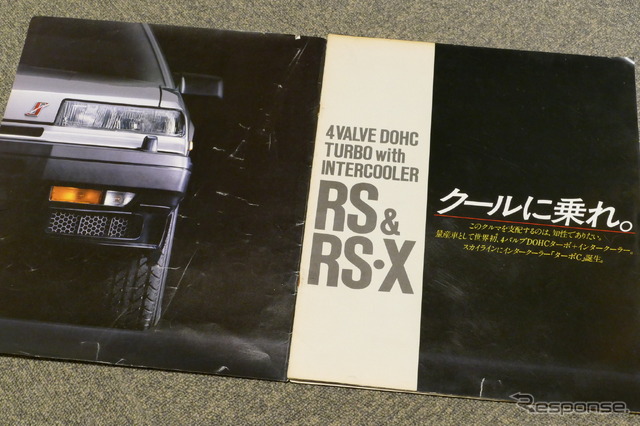 4VALVE DOHC
TURBO with
INTERCOOLER
RS &
RS・X
クールに乗れ。
このクルマを支配するのは、知性でありたい。
量産車として世界初、4バルブDOHCターボ+インタークーラー。
スカイラインにインタークーラー「ターボC」誕生。
Response.